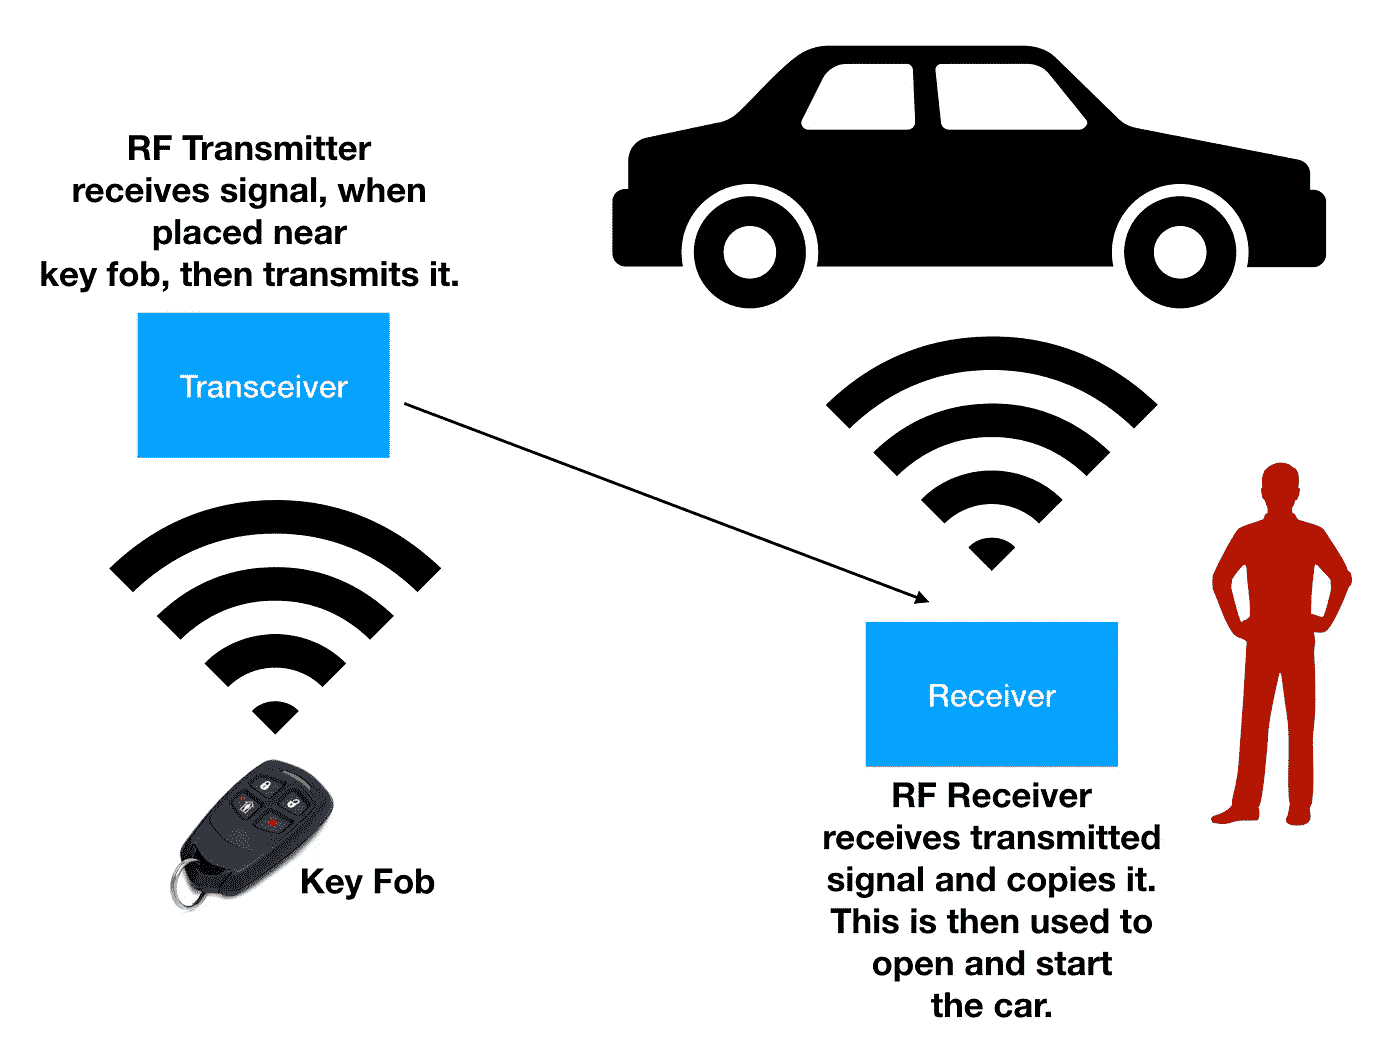 RF Transmitter
receives signal, when
placed near
key fob, then transmits it.
Transceiver
Key Fob
Receiver
RF Receiver
receives transmitted
signal and copies it.
This is then used to
open and start
the car.